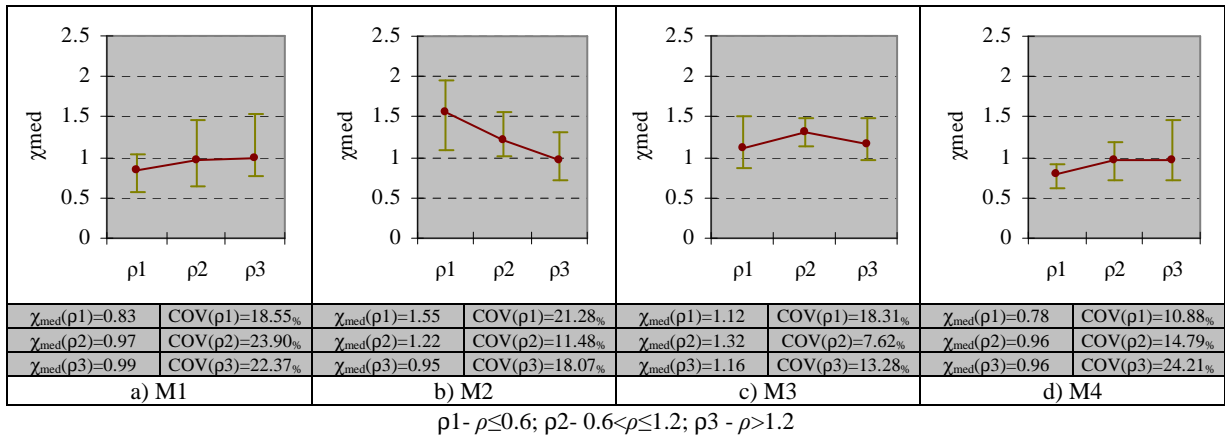 2.5
2
1.5
1
0.5
0
χmed
ρ1 ρ2 ρ3
2.5
2
1.5
1
0.5
0
χmed
ρ1 ρ2 ρ3
2.5
2
1.5
1
0.5
0
χmed
ρ1 ρ2 ρ3
2.5
2
1.5
1
0.5
0
χmed
ρ1 ρ2 ρ3
χmed(ρ1)=0.83 COV(ρ1)=18.55% χmed(ρ1)=1.55 COV(ρ1)=21.28% χmed(ρ1)=1.12 COV(ρ1)=18.31% χmed(ρ1)=0.78 COV(ρ1)=10.88%
χmed(ρ2)=0.97 COV(ρ2)=23.90% χmed(ρ2)=1.22 COV(ρ2)=11.48% χmed(ρ2)=1.32 COV(ρ2)=7.62% χmed(ρ2)=0.96 COV(ρ2)=14.79%
χmed(ρ3)=0.99 COV(ρ3)=22.37% χmed(ρ3)=0.95 COV(ρ3)=18.07% χmed(ρ3)=1.16 COV(ρ3)=13.28% χmed(ρ3)=0.96 COV(ρ3)=24.21%
a) M1 b) M2 c) M3 d) M4
ρ1- ρ≤0.6; ρ2- 0.6<ρ≤1.2; ρ3 - ρ>1.2